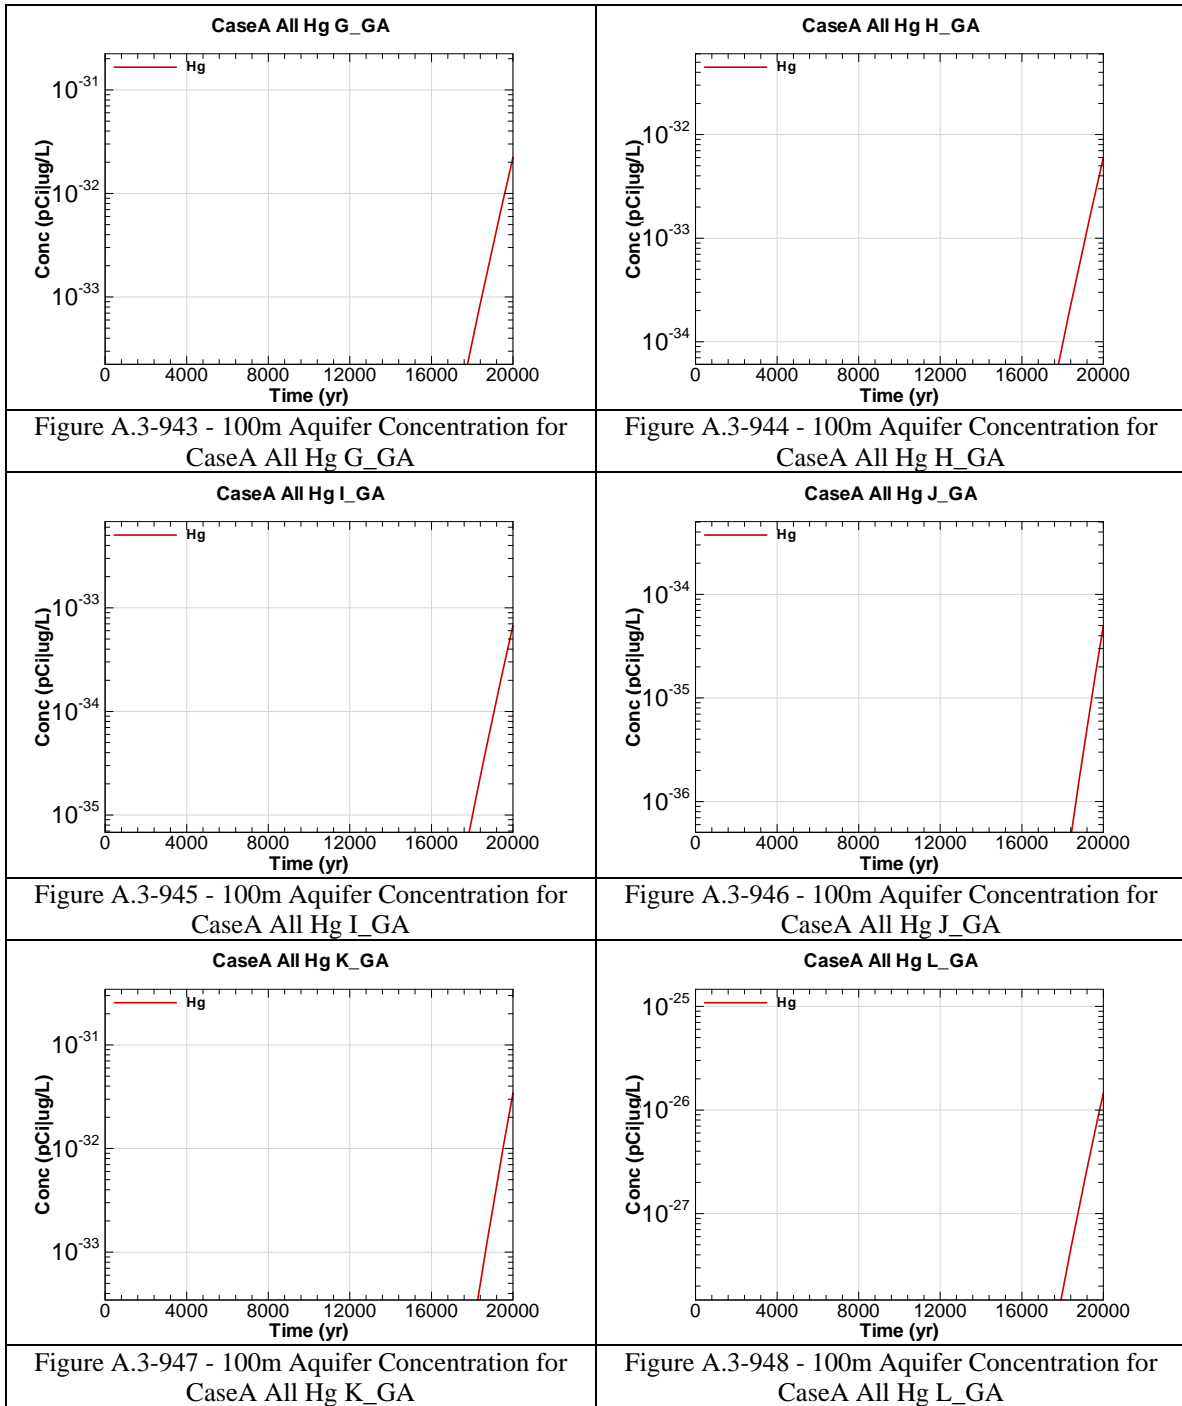 CaseA All Hg G_GA
Hg
Conc (pCi|ug/L)
10-31
10-32
10-33
0 4000 8000 12000 16000 20000
Time (yr)
Figure A.3-943 - 100m Aquifer Concentration for
CaseA All Hg G_GA
CaseA All Hg H_GA
Hg
Conc (pCi|ug/L)
10-32
10-33
10-34
0 4000 8000 12000 16000 20000
Time (yr)
Figure A.3-944 - 100m Aquifer Concentration for
CaseA All Hg H_GA
CaseA All Hg I_GA
Hg
Conc (pCi|ug/L)
10-33
10-34
10-35
0 4000 8000 12000 16000 20000
Time (yr)
Figure A.3-945 - 100m Aquifer Concentration for
CaseA All Hg I_GA
CaseA All Hg J_GA
Hg
Conc (pCi|ug/L)
10-34
10-35
10-36
0 4000 8000 12000 16000 20000
Time (yr)
Figure A.3-946 - 100m Aquifer Concentration for
CaseA All Hg J_GA
CaseA All Hg K_GA
Hg
Conc (pCi|ug/L)
10-31
10-32
10-33
0 4000 8000 12000 16000 20000
Time (yr)
Figure A.3-947 - 100m Aquifer Concentration for
CaseA All Hg K_GA
CaseA All Hg L_GA
Hg
Conc (pCi|ug/L)
10-25
10-26
10-27
0 4000 8000 12000 16000 20000
Time (yr)
Figure A.3-948 - 100m Aquifer Concentration for
CaseA All Hg L_GA